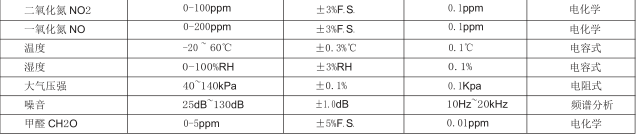 二氧化氮 NO2 0-100ppm ±3%F.S. 0.1ppm 电化学
一氧化氮 NO 0-200ppm ±3%F.S. 0.1ppm 电化学
温度 -20～60℃ ±0.3℃ 0.1℃ 电容式
湿度 0-100%RH ±3%RH 0.1% 电容式
大气压强 40~140kPa ±0.1% 0.1Kpa 电阻式
噪音 25dB~130dB ±1.0dB 10Hz~20kHz 频谱分析
甲醛 CH2O 0-5ppm ±5%F.S. 0.01ppm 电化学